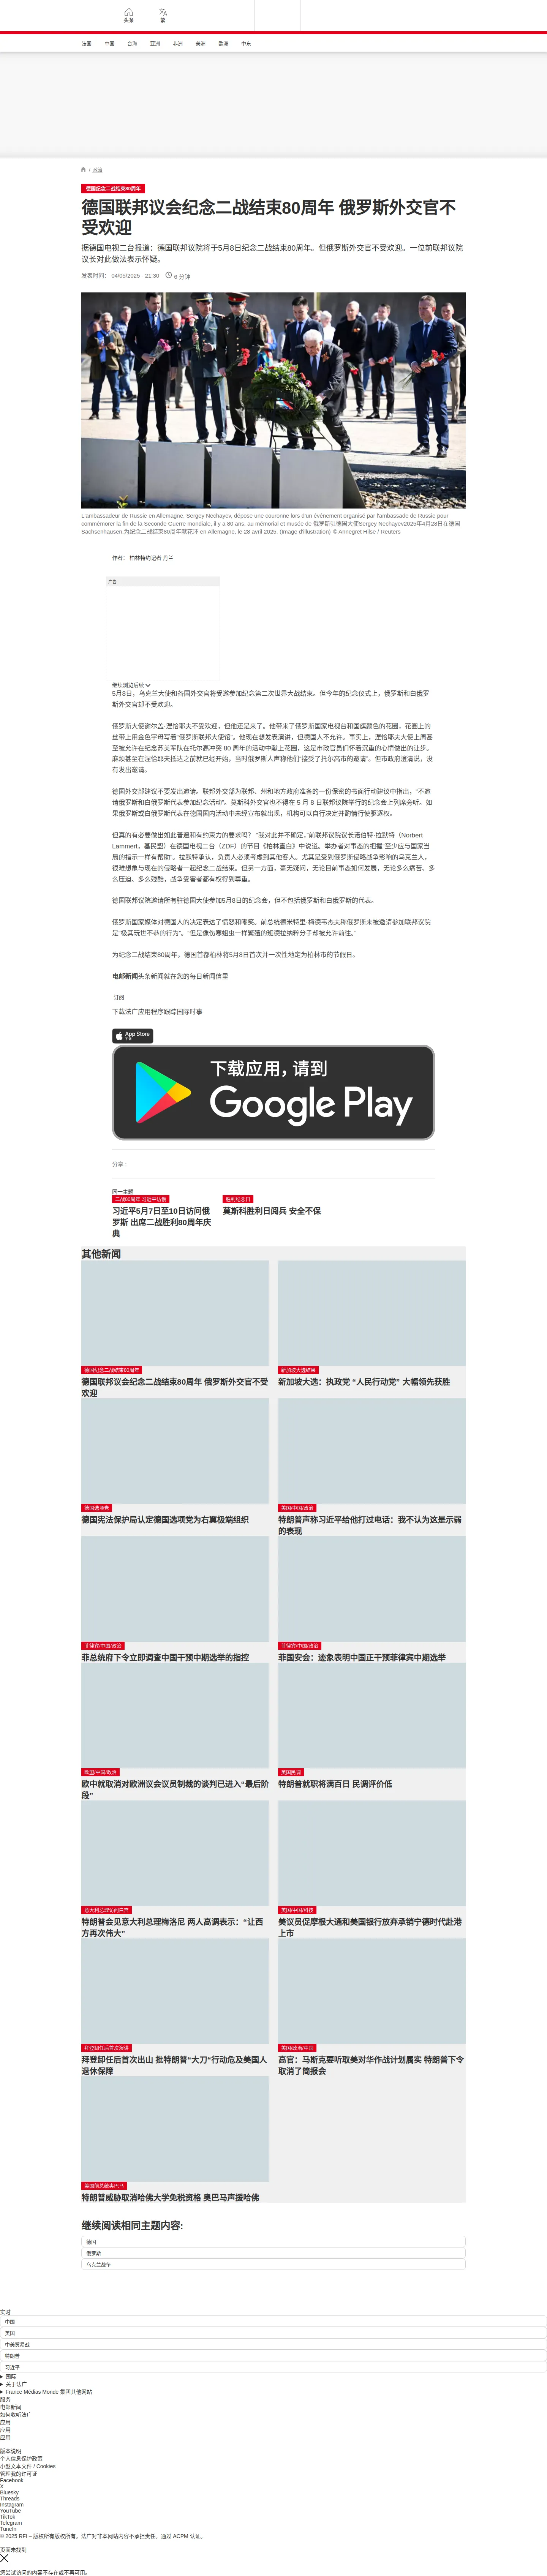 头条
繁
法国
中国
台海
亚洲
非洲
美洲
欧洲
中东
/ 政治
德国纪念二战结束80周年
德国联邦议会纪念二战结束80周年 俄罗斯外交官不
受欢迎
据德国电视二台报道：德国联邦议院将于5月8日纪念二战结束80周年。但俄罗斯外交官不受欢迎。一位前联邦议院
议长对此做法表示怀疑。
发表时间： 04/05/2025 - 21:30
6 分钟
L'ambassadeur de Russie en Allemagne, Sergey Nechayev, dépose une couronne lors d'un évènement organisé par l'ambassade de Russie pour
commémorer la fin de la Seconde Guerre mondiale, il y a 80 ans, au mémorial et musée de 俄罗斯驻德国大使Sergey Nechayev2025年4月28日在德国
Sachsenhausen,为纪念二战结束80周年献花环 en Allemagne, le 28 avril 2025. (Image d'illustration) © Annegret Hilse / Reuters
作者： 柏林特约记者 丹兰
广告
继续浏览后续
5月8日，乌克兰大使和各国外交官将受邀参加纪念第二次世界大战结束。但今年的纪念仪式上，俄罗斯和白俄罗
斯外交官却不受欢迎。
俄罗斯大使谢尔盖·涅恰耶夫不受欢迎，但他还是来了。他带来了俄罗斯国家电视台和国旗颜色的花圈，花圈上的
丝带上用金色字母写着“俄罗斯联邦大使馆”。他现在想发表演讲，但德国人不允许。事实上，涅恰耶夫大使上周甚
至被允许在纪念苏美军队在托尔高冲突 80 周年的活动中献上花圈，这是市政官员们怀着沉重的心情做出的让步。
麻烦甚至在涅恰耶夫抵达之前就已经开始，当时俄罗斯人声称他们“接受了托尔高市的邀请”。但市政府澄清说，没
有发出邀请。
德国外交部建议不要发出邀请。联邦外交部为联邦、州和地方政府准备的一份保密的书面行动建议中指出，“不邀
请俄罗斯和白俄罗斯代表参加纪念活动”。莫斯科外交官也不得在 5 月 8 日联邦议院举行的纪念会上列席旁听。如
果俄罗斯或白俄罗斯代表在德国国内活动中未经宣布就出现，机构可以自行决定并酌情行使驱逐权。
但真的有必要做出如此普遍和有约束力的要求吗？ “我对此并不确定，”前联邦议院议长诺伯特·拉默特（Norbert
Lammert，基民盟）在德国电视二台（ZDF）的节目《柏林直白》中说道。举办者对事态的把握“至少应与国家当
局的指示一样有帮助”。拉默特承认，负责人必须考虑到其他客人。尤其是受到俄罗斯侵略战争影响的乌克兰人，
很难想象与现在的侵略者一起纪念二战结束。但另一方面，毫无疑问，无论目前事态如何发展，无论多么痛苦、多
么压迫、多么残酷，战争受害者都有权得到尊重。
德国联邦议院邀请所有驻德国大使参加5月8日的纪念会，但不包括俄罗斯和白俄罗斯的代表。
俄罗斯国家媒体对德国人的决定表达了愤怒和嘲笑。前总统德米特里·梅德韦杰夫称俄罗斯未被邀请参加联邦议院
是“极其玩世不恭的行为”。“但是像伤寒蛆虫一样繁殖的班德拉纳粹分子却被允许前往。”
为纪念二战结束80周年，德国首都柏林将5月8日首次并一次性地定为柏林市的节假日。
电邮新闻头条新闻就在您的每日新闻信里
订阅
下载法广应用程序跟踪国际时事
App Store
下载
下载应用，请到
Google Play
分享 :
同一主题
二战80周年 习近平访俄
习近平5月7日至10日访问俄
罗斯 出席二战胜利80周年庆
典
胜利纪念日
莫斯科胜利日阅兵 安全不保
其他新闻
德国纪念二战结束80周年
德国联邦议会纪念二战结束80周年 俄罗斯外交官不受
欢迎
新加坡大选结果
新加坡大选：执政党 “人民行动党” 大幅领先获胜
德国选项党
德国宪法保护局认定德国选项党为右翼极端组织
美国/中国/政治
特朗普声称习近平给他打过电话：我不认为这是示弱
的表现
菲律宾/中国/政治
菲总统府下令立即调查中国干预中期选举的指控
菲律宾/中国/政治
菲国安会：迹象表明中国正干预菲律宾中期选举
欧盟/中国/政治
欧中就取消对欧洲议会议员制裁的谈判已进入“最后阶
段”
美国民调
特朗普就职将满百日 民调评价低
意大利总理访问白宫
特朗普会见意大利总理梅洛尼 两人高调表示：“让西
方再次伟大”
美国/中国/科技
美议员促摩根大通和美国银行放弃承销宁德时代赴港
上市
拜登卸任后首次演讲
拜登卸任后首次出山 批特朗普“大刀”行动危及美国人
退休保障
美国/政治/中国
高官：马斯克要听取美对华作战计划属实 特朗普下令
取消了简报会
美国前总统奥巴马
特朗普威胁取消哈佛大学免税资格 奥巴马声援哈佛
继续阅读相同主题内容:
德国
俄罗斯
乌克兰战争
实时
中国
美国
中美贸易战
特朗普
习近平
国际
关于法广
France Médias Monde 集团其他网站
服务
电邮新闻
如何收听法广
应用
应用
应用
版本说明
个人信息保护政策
小型文本文件 / Cookies
管理我的许可证
Facebook
X
Bluesky
Threads
Instagram
YouTube
TikTok
Telegram
TuneIn
© 2025 RFI – 版权所有版权所有。法广对非本网站内容不承担责任。通过 ACPM 认证。
页面未找到
您尝试访问的内容不存在或不再可用。